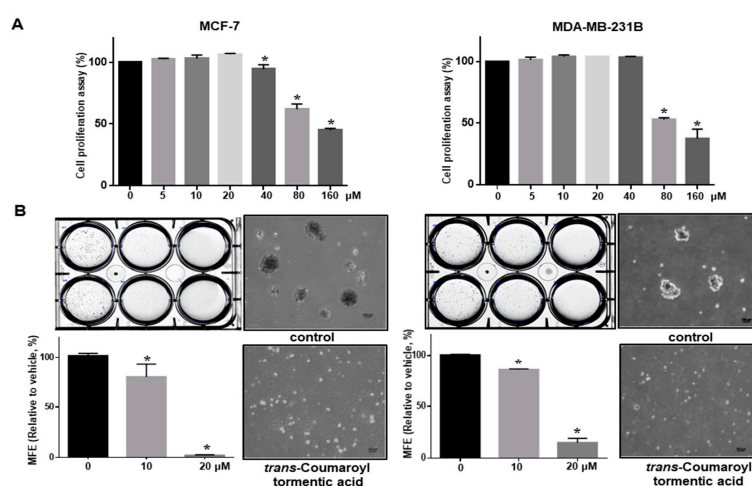 A
MCF-7
Cell proliferation assay (%)
100
50
0
*
*
*
0 5 10 20 40 80 160 µM
MDA-MB-231B
Cell proliferation assay (%)
100
50
0
*
*
0 5 10 20 40 80 160 µM
B
control
MFE (Relative to vehicle, %)
100
50
0
*
*
0 10 20 µM
trans-Coumaroyl
tormentic acid
control
MFE (Relative to vehicle, %)
100
50
0
*
*
0 10 20 µM
trans-Coumaroyl
tormentic acid